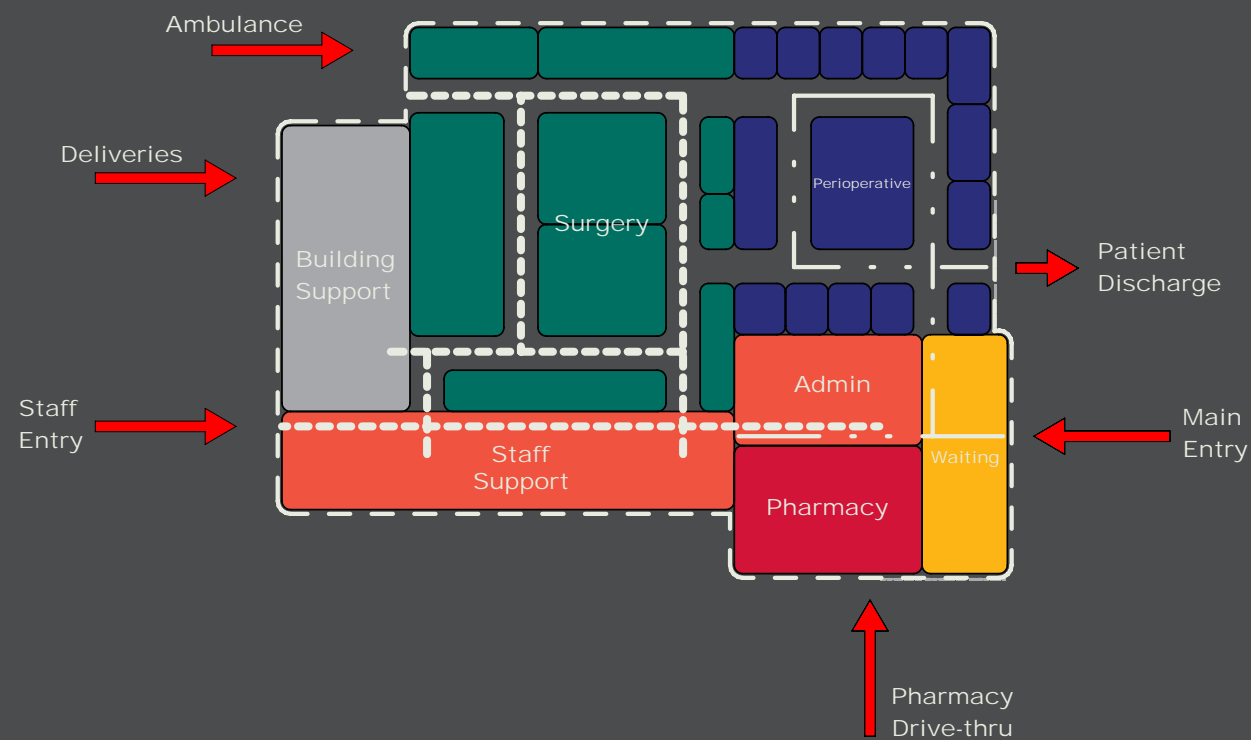 Ambulance
Deliveries
Perioperative
Surgery
Building
Support
Patient
Discharge
Admin
Staff
Entry
Main
Entry
Waiting
Staff
Support
Pharmacy
Pharmacy
Drive-thru